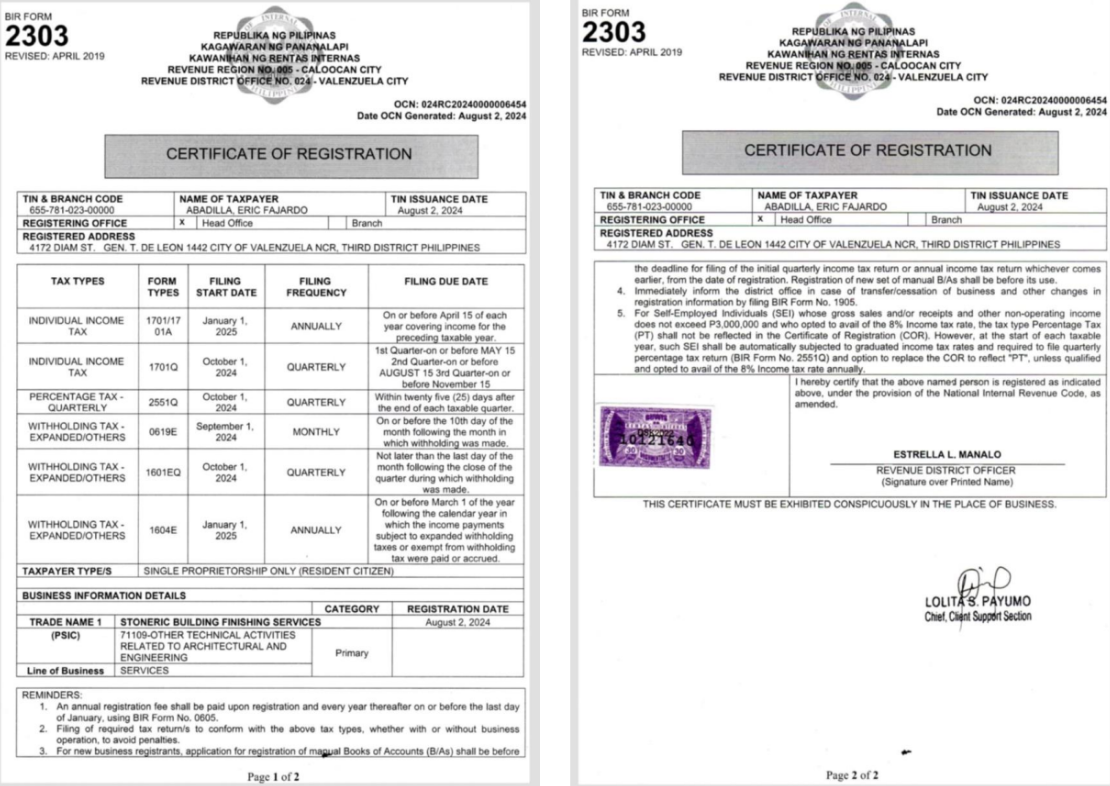 BIR FORM
2303
REVISED: APRIL 2019
REPUBLIKA NG PILIPINAS
KAGAWARAN NG PANANALAPI
KAWANIHAN NG RENTAS INTERNAS
REVENUE REGION NO. 005 - CALOOCAN CITY
REVENUE DISTRICT OFFICE NO. 024 - VALENZUELA CITY
OCN: 024RC20240000006454
Date OCN Generated: August 2, 2024
CERTIFICATE OF REGISTRATION
TIN & BRANCH CODE NAME OF TAXPAYER TIN ISSUANCE DATE
655-781-023-00000 ABADILLA, ERIC FAJARDO August 2, 2024
REGISTERING OFFICE X Head Office Branch
REGISTERED ADDRESS
4172 DIAM ST. GEN. T. DE LEON 1442 CITY OF VALENZUELA NCR, THIRD DISTRICT PHILIPPINES
TAX TYPES FORM TYPES FILING START DATE FILING FREQUENCY FILING DUE DATE
INDIVIDUAL INCOME TAX 1701/1701A January 1, 2025 ANNUALLY On or before April 15 of each year covering income for the preceding taxable year.
INDIVIDUAL INCOME TAX 1701Q October 1, 2024 QUARTERLY 1st Quarter-on or before MAY 15 2nd Quarter-on or before AUGUST 15 3rd Quarter-on or before November 15
PERCENTAGE TAX - QUARTERLY 2551Q October 1, 2024 QUARTERLY Within twenty five (25) days after the end of each taxable quarter.
WITHHOLDING TAX - EXPANDED/OTHERS 0619E September 1, 2024 MONTHLY On or before the 10th day of the month following the month in which withholding was made.
WITHHOLDING TAX - EXPANDED/OTHERS 1601EQ October 1, 2024 QUARTERLY Not later than the last day of the month following the close of the quarter during which withholding was made.
WITHHOLDING TAX - EXPANDED/OTHERS 1604E January 1, 2025 ANNUALLY On or before March 1 of the year following the calendar year in which the income payments subject to expanded withholding taxes or exempt from withholding tax were paid or accrued.
TAXPAYER TYPE/S SINGLE PROPRIETORSHIP ONLY (RESIDENT CITIZEN)
BUSINESS INFORMATION DETAILS
CATEGORY REGISTRATION DATE
TRADE NAME 1 STONERIC BUILDING FINISHING SERVICES August 2, 2024
(PSIC) 71109-OTHER TECHNICAL ACTIVITIES RELATED TO ARCHITECTURAL AND ENGINEERING Primary
Line of Business SERVICES
REMINDERS:
1. An annual registration fee shall be paid upon registration and every year thereafter on or before the last day
of January, using BIR Form No. 0605.
2. Filing of required tax return/s to conform with the above tax types, whether with or without business
operation, to avoid penalties.
3. For new business registrants, application for registration of manual Books of Accounts (B/As) shall be before
Page 1 of 2
BIR FORM
2303
REVISED: APRIL 2019
REPUBLIKA NG PILIPINAS
KAGAWARAN NG PANANALAPI
KAWANIHAN NG RENTAS INTERNAS
REVENUE REGION NO. 005 - CALOOCAN CITY
REVENUE DISTRICT OFFICE NO. 024 - VALENZUELA CITY
OCN: 024RC20240000006454
Date OCN Generated: August 2, 2024
CERTIFICATE OF REGISTRATION
TIN & BRANCH CODE NAME OF TAXPAYER TIN ISSUANCE DATE
655-781-023-00000 ABADILLA, ERIC FAJARDO August 2, 2024
REGISTERING OFFICE X Head Office Branch
REGISTERED ADDRESS
4172 DIAM ST. GEN. T. DE LEON 1442 CITY OF VALENZUELA NCR, THIRD DISTRICT PHILIPPINES
the deadline for filing of the initial quarterly income tax return or annual income tax return whichever comes
earlier, from the date of registration. Registration of new set of manual B/As shall be before its use.
4. Immediately inform the district office in case of transfer/cessation of business and other changes in
registration information by filing BIR Form No. 1905.
5. For Self-Employed Individuals (SEI) whose gross sales and/or receipts and other non-operating income
does not exceed P3,000,000 and who opted to avail of the 8% Income tax rate, the tax type Percentage Tax
(PT) shall not be reflected in the Certificate of Registration (COR). However, at the start of each taxable
year, such SEI shall be automatically subjected to graduated income tax rates and required to file quarterly
percentage tax return (BIR Form No. 2551Q) and option to replace the COR to reflect "PT", unless qualified
and opted to avail of the 8% Income tax rate annually.
I hereby certify that the above named person is registered as indicated
above, under the provision of the National Internal Revenue Code, as
amended.
ESTRELLA L. MANALO
REVENUE DISTRICT OFFICER
(Signature over Printed Name)
THIS CERTIFICATE MUST BE EXHIBITED CONSPICUOUSLY IN THE PLACE OF BUSINESS.
LOLITA S. PAYUMO
Chief, Client Support Section
Page 2 of 2